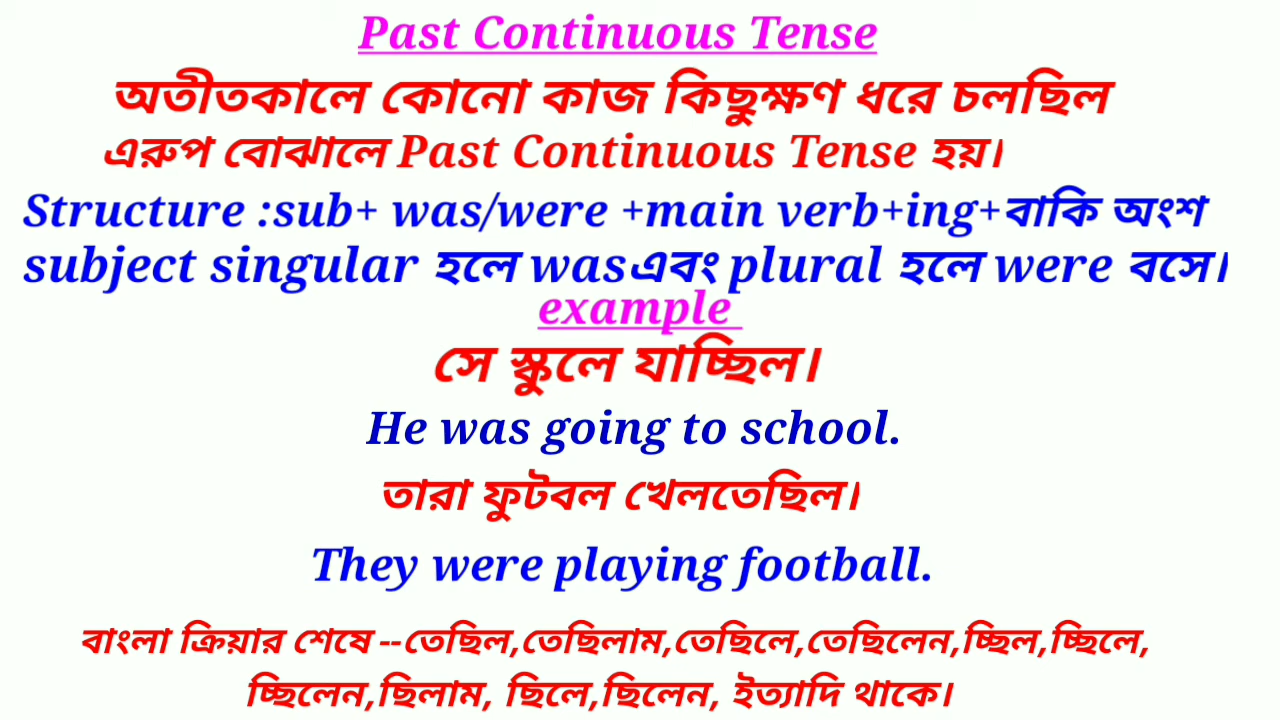 Past Continuous Tense
অতীতকালে কোনো কাজ কিছুক্ষণ ধরে চলছিল
এরুপ বোঝালে Past Continuous Tense হয়।
Structure :sub+ was/were +main verb+ing+বাকি অংশ
subject singular হলে wasএবং plural হলে were বসে।
example
সে স্কুলে যাচ্ছিল।
He was going to school.
তারা ফুটবল খেলতেছিল।
They were playing football.
বাংলা ক্রিয়ার শেষে --তেছিল,তেছিলাম,তেছিলে,তেছিলেন,চ্ছিল,চ্ছিলে,
চ্ছিলেন,ছিলাম, ছিলে,ছিলেন, ইত্যাদি থাকে।